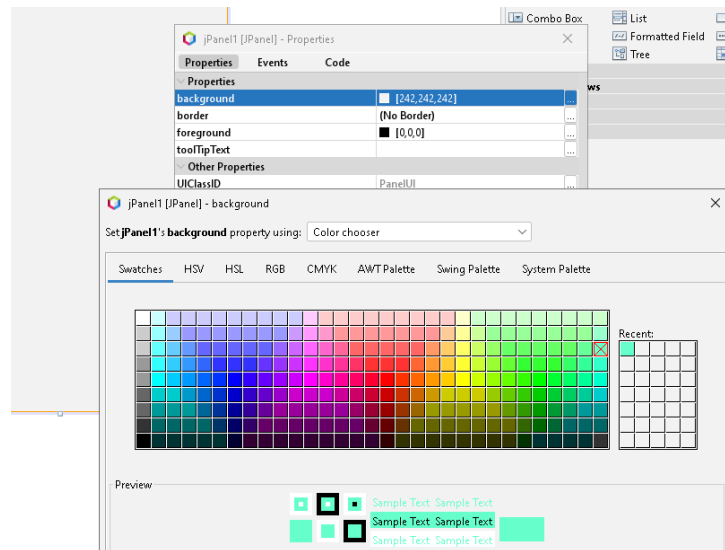 Combo Box
List
Formatted Field
Tree
jPanel1 [JPanel] - Properties
Properties Events Code
Properties
background [242,242,242] ...
border (No Border) ...
foreground [0,0,0] ...
toolTipText ...
Other Properties
UIClassID PanelUI ...
ws
jPanel1 [JPanel] - background
Set jPanel1's background property using: Color chooser
Swatches HSV HSL RGB CMYK AWT Palette Swing Palette System Palette
Recent:
Preview
Sample Text Sample Text
Sample Text Sample Text
Sample Text Sample Text